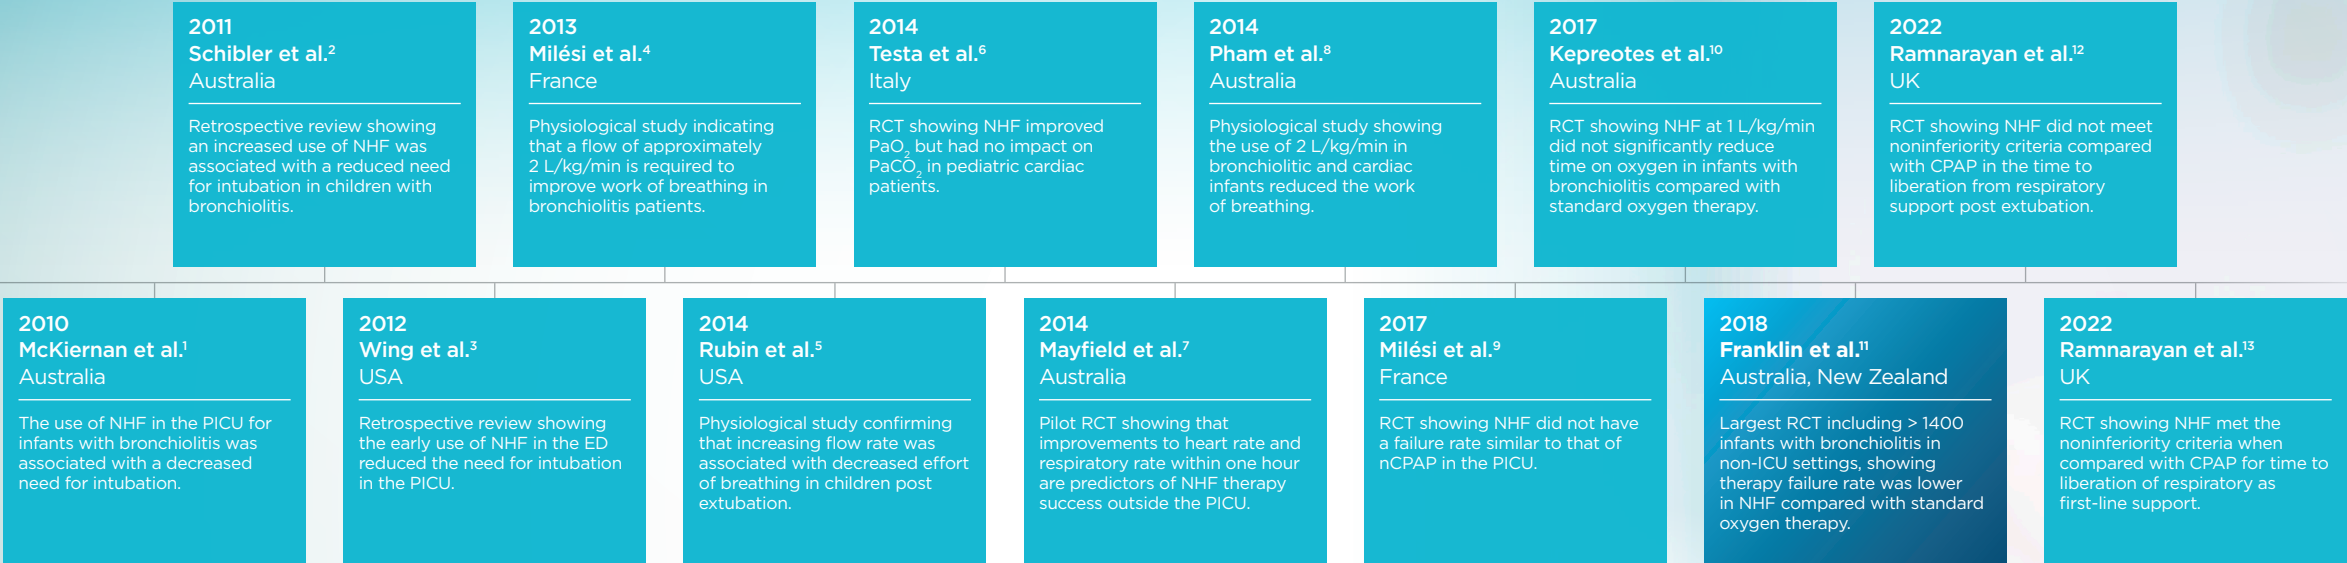 2011
Schibler et al.²
Australia
Retrospective review showing
an increased use of NHF was
associated with a reduced need
for intubation in children with
bronchiolitis.
2013
Milési et al.⁴
France
Physiological study indicating
that a flow of approximately
2 L/kg/min is required to
improve work of breathing in
bronchiolitis patients.
2014
Testa et al.⁶
Italy
RCT showing NHF improved
PaO₂ but had no impact on
PaCO₂ in pediatric cardiac
patients.
2014
Pham et al.⁸
Australia
Physiological study showing
the use of 2 L/kg/min in
bronchiolitic and cardiac
infants reduced the work
of breathing.
2017
Kepreotes et al.¹⁰
Australia
RCT showing NHF at 1 L/kg/min
did not significantly reduce
time on oxygen in infants with
bronchiolitis compared with
standard oxygen therapy.
2022
Ramnarayan et al.¹²
UK
RCT showing NHF did not meet
noninferiority criteria compared
with CPAP in the time to
liberation from respiratory
support post extubation.
2010
McKiernan et al.¹
Australia
The use of NHF in the PICU for
infants with bronchiolitis was
associated with a decreased
need for intubation.
2012
Wing et al.³
USA
Retrospective review showing
the early use of NHF in the ED
reduced the need for intubation
in the PICU.
2014
Rubin et al.⁵
USA
Physiological study confirming
that increasing flow rate was
associated with decreased effort
of breathing in children post
extubation.
2014
Mayfield et al.⁷
Australia
Pilot RCT showing that
improvements to heart rate and
respiratory rate within one hour
are predictors of NHF therapy
success outside the PICU.
2017
Milési et al.⁹
France
RCT showing NHF did not have
a failure rate similar to that of
nCPAP in the PICU.
2018
Franklin et al.¹¹
Australia, New Zealand
Largest RCT including > 1400
infants with bronchiolitis in
non-ICU settings, showing
therapy failure rate was lower
in NHF compared with standard
oxygen therapy.
2022
Ramnarayan et al.¹³
UK
RCT showing NHF met the
noninferiority criteria when
compared with CPAP for time to
liberation of respiratory as
first-line support.